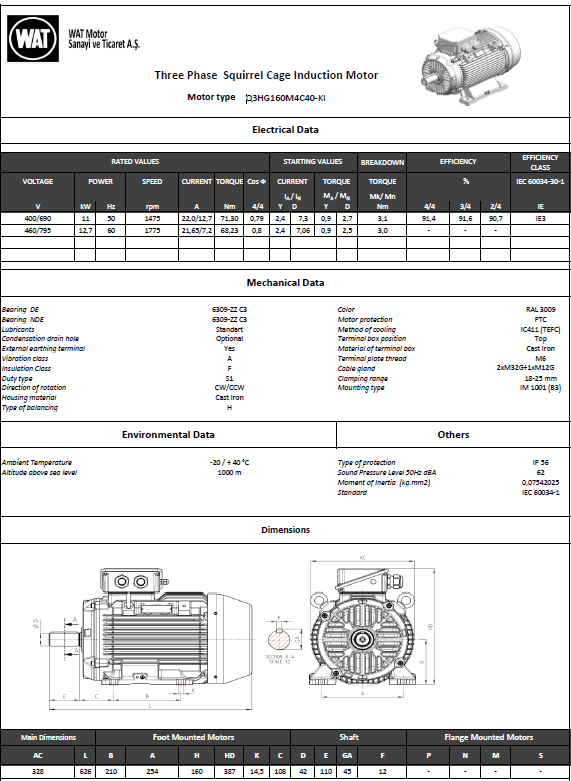 WAT
WAT Motor
Sanayi ve Ticaret A.Ş.
Three Phase Squirrel Cage Induction Motor
Motor type Q3HG160M4C40-KI
Electrical Data
RATED VALUES STARTING VALUES BREAKDOWN EFFICIENCY EFFICIENCY CLASS
VOLTAGE POWER SPEED CURRENT TORQUE Cos Φ CURRENT TORQUE TORQUE % IEC 60034-30-1
IA / IN MA / MN Mk/ Mn
V kW Hz rpm A Nm 4/4 Y D Y D Nm 4/4 3/4 2/4 IE
400/690 11 50 1475 22,0/12,7 71,30 0,79 2,4 7,3 0,9 2,7 3,1 91,4 91,6 90,7 IE3
460/795 12,7 60 1775 21,65/7,2 68,23 0,8 2,4 7,06 0,9 2,5 3,0 - - - -
Mechanical Data
Bearing DE 6309-ZZ C3 Color RAL 3009
Bearing NDE 6309-ZZ C3 Motor protection PTC
Lubricants Standart Method of cooling IC411 (TEFC)
Condensation drain hole Optional Terminal box position Top
External earthing terminal Yes Material of terminal box Cast Iron
Vibration class A Terminal plate thread M6
Insulation Class F Cable gland 2xM32G+1xM12G
Duty type S1 Clamping range 18-25 mm
Direction of rotation CW/CCW Mounting type IM 1001 (B3)
Housing material Cast Iron
Type of balancing H
Environmental Data Others
Ambient Temperature -20 / + 40 °C Type of protection IP 56
Altitude above sea level 1000 m Sound Pressure Level 50Hz dBA 62
Moment of Inertia (kg.mm2) 0,07542025
Standard IEC 60034-1
Dimensions
AC
Ø D
A
A
E C B K
L
F
GA
SECTION A-A
SCALE 10
HD
H
A
Main Dimensions Foot Mounted Motors Shaft Flange Mounted Motors
AC L B A H HD K C D E GA F P N M S
328 626 210 254 160 387 14,5 108 42 110 45 12 - - - -